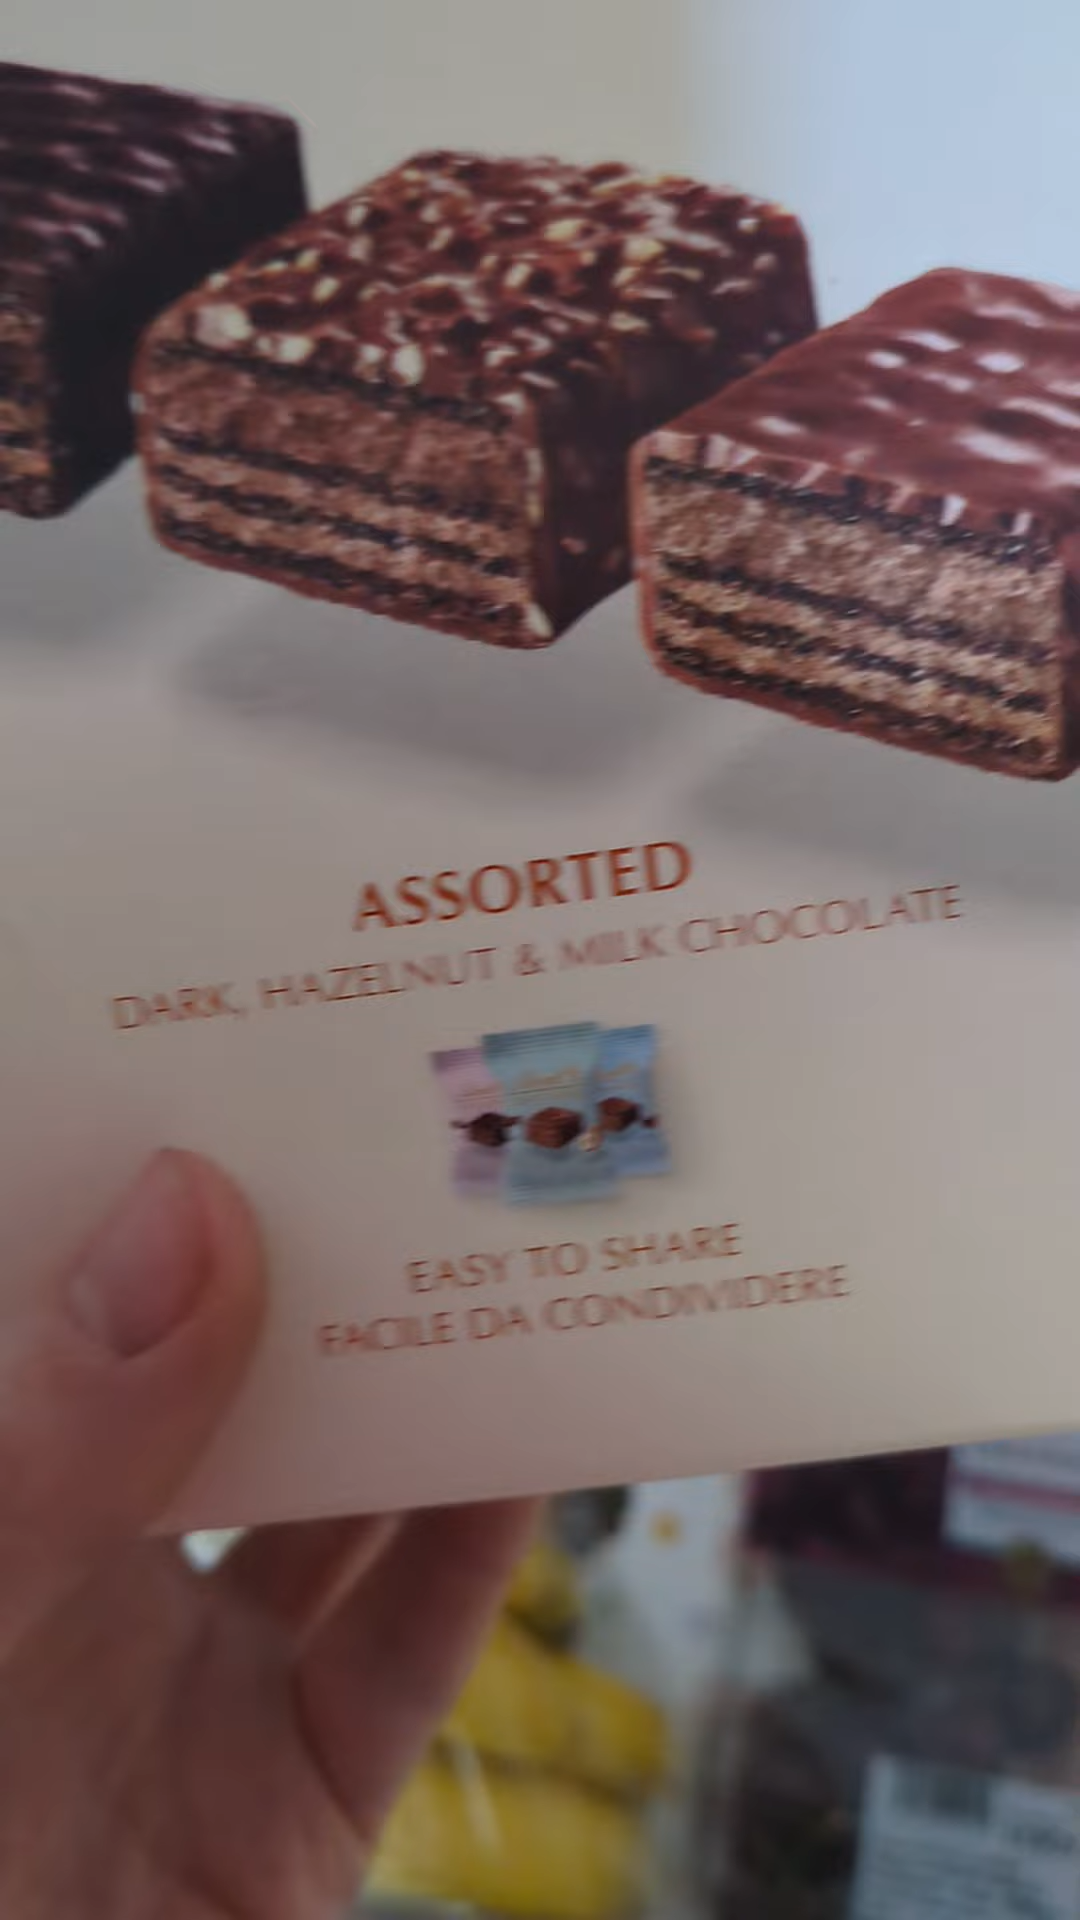 ASSORTED
DARK, HAZELNUT & MILK CHOCOLATE
EASY TO SHARE
FACILE DA CONDIVIDERE